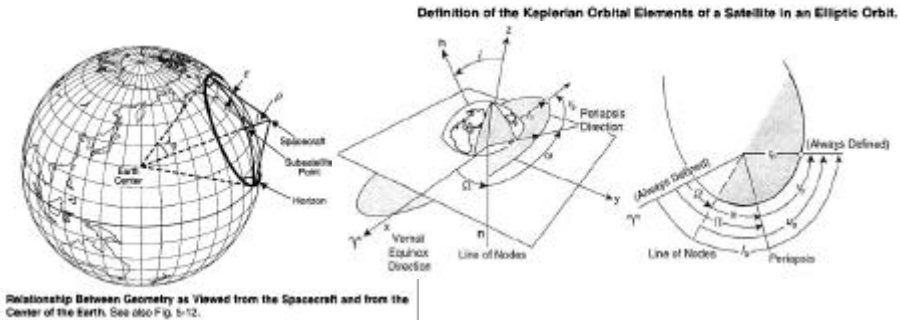 Definition of the Keplerian Orbital Elements of a Satellite in an Elliptic Orbit.
z
h
i
ε
ρ
Spacecraft
Subsatellite
Point
Earth
Center
Horizon
Periapsis
Direction
Ω
y
x
n
"γ"
Vernal
Equinox
Direction
Line of Nodes
(Always Defined)
(Always Defined)
"γ"
Line of Nodes
Periapsis
Relationship Between Geometry as Viewed from the Spacecraft and from the
Center of the Earth. See also Fig. 5-12.